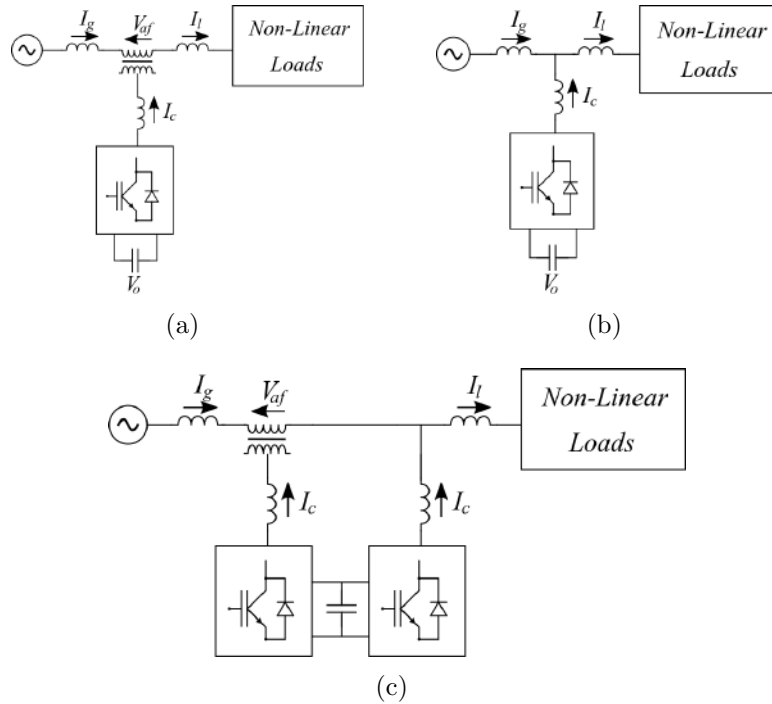 I_g V_af I_l Non-Linear
Loads
I_c
V_o
(a)
I_g I_l Non-Linear
Loads
I_c
V_o
(b)
I_g V_af I_l Non-Linear
Loads
I_c I_c
(c)